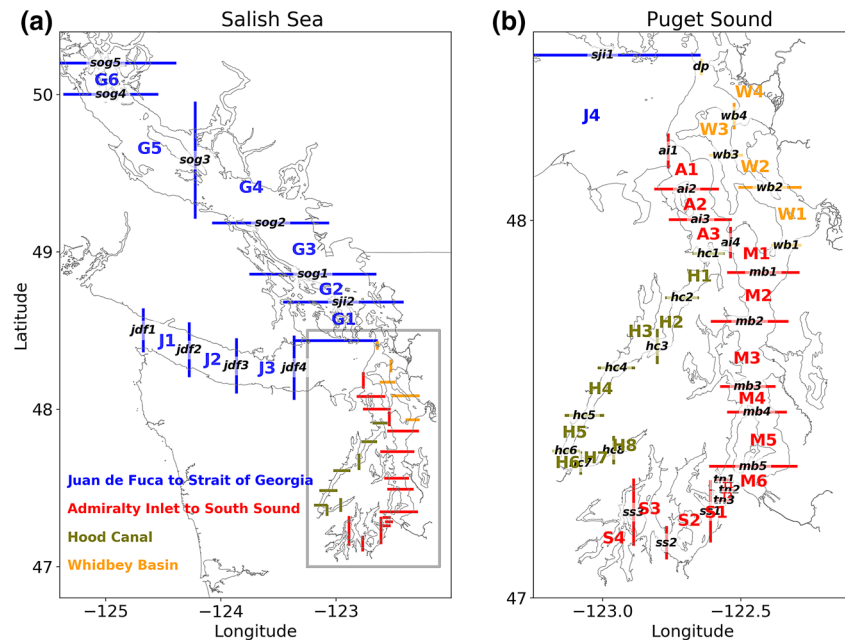 (a)
Salish Sea
sog5
G6
50
sog4
G5
sog3
G4
sog2
49
G3
sog1
G2
sji2
G1
jdf1
J1
jdf2
J2
jdf3
J3
jdf4
48
Juan de Fuca to Strait of Georgia
Admiralty Inlet to South Sound
Hood Canal
Whidbey Basin
47
−125
−124
−123
Longitude
Latitude
(b)
Puget Sound
sji1
dp
W4
J4
wb4
W3
ai1
wb3
A1
W2
ai2
wb2
A2
W1
48
ai3
A3
ai4
wb1
hc1
M1
H1
mb1
hc2
M2
H2
mb2
H3
hc3
M3
hc4
H4
mb3
M4
hc5
mb4
H5
M5
H8
hc6
hc8
H7
H6
hc7
mb5
tn1
M6
tn2
tn3
S3
ss3
S2
ss1
S1
S4
ss2
47
−123.0
−122.5
Longitude